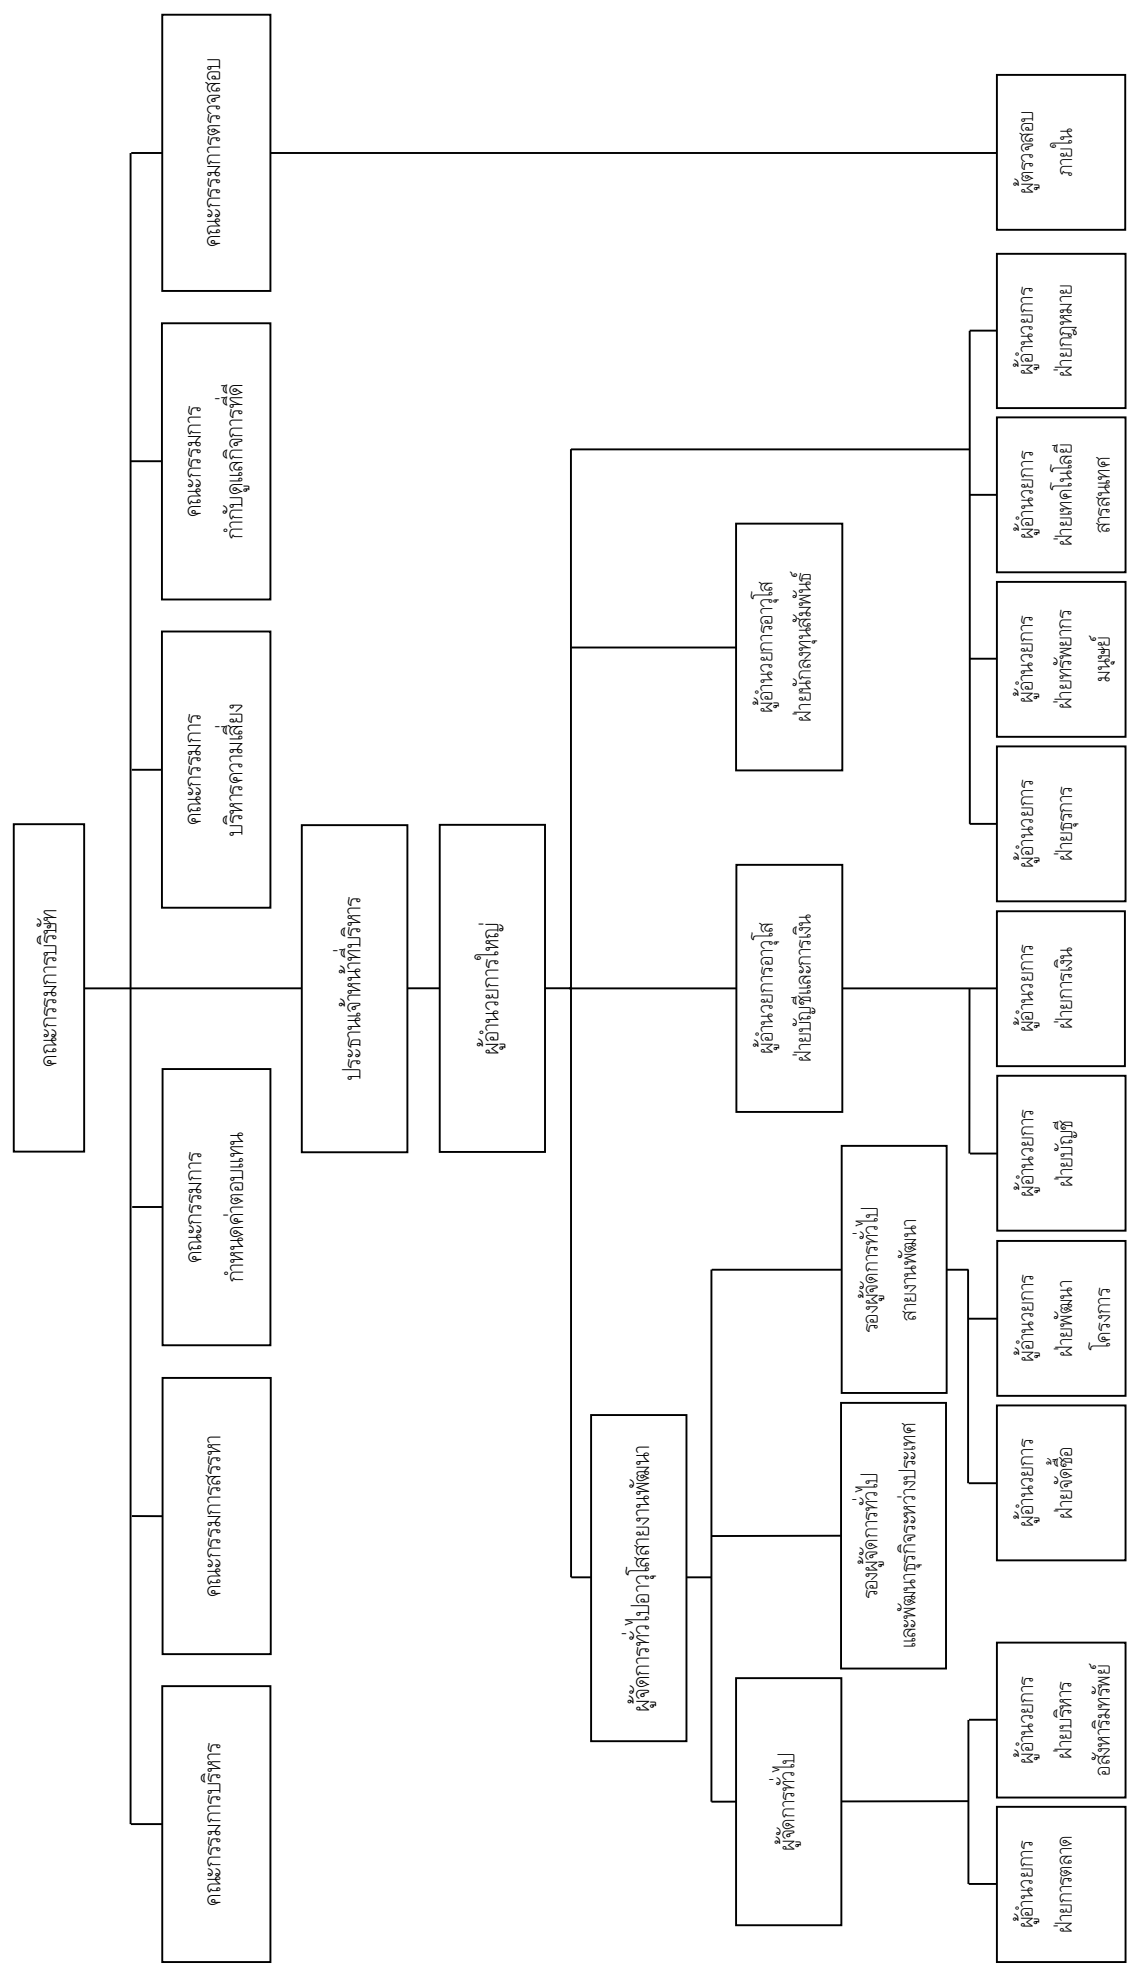 คณะกรรมการบริษัท
คณะกรรมการบริหาร
คณะกรรมการสรรหา
คณะกรรมการ
กำหนดค่าตอบแทน
คณะกรรมการ
บริหารความเสี่ยง
คณะกรรมการ
กำกับดูแลกิจการที่ดี
คณะกรรมการตรวจสอบ
ประธานเจ้าหน้าที่บริหาร
ผู้อำนวยการใหญ่
ผู้จัดการทั่วไปอาวุโสสายงานพัฒนา
ผู้จัดการทั่วไป
ผู้อำนวยการอาวุโส
ฝ่ายบัญชีและการเงิน
ผู้อำนวยการอาวุโส
ฝ่ายนักลงทุนสัมพันธ์
รองผู้จัดการทั่วไป
และพัฒนาธุรกิจระหว่างประเทศ
รองผู้จัดการทั่วไป
สายงานพัฒนา
ผู้อำนวยการ
ฝ่ายการตลาด
ผู้อำนวยการ
ฝ่ายบริหาร
อสังหาริมทรัพย์
ผู้อำนวยการ
ฝ่ายจัดซื้อ
ผู้อำนวยการ
ฝ่ายพัฒนา
โครงการ
ผู้อำนวยการ
ฝ่ายบัญชี
ผู้อำนวยการ
ฝ่ายการเงิน
ผู้อำนวยการ
ฝ่ายธุรการ
ผู้อำนวยการ
ฝ่ายทรัพยากร
มนุษย์
ผู้อำนวยการ
ฝ่ายเทคโนโลยี
สารสนเทศ
ผู้อำนวยการ
ฝ่ายกฎหมาย
ผู้ตรวจสอบ
ภายใน